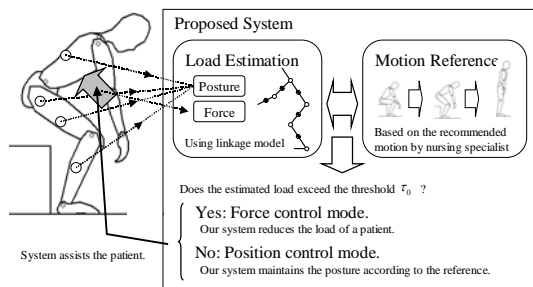 Proposed System
Load Estimation
Posture
Force
Using linkage model
Motion Reference
Based on the recommended
motion by nursing specialist
Does the estimated load exceed the threshold τ₀ ?
Yes: Force control mode.
Our system reduces the load of a patient.
No: Position control mode.
Our system maintains the posture according to the reference.
System assists the patient.